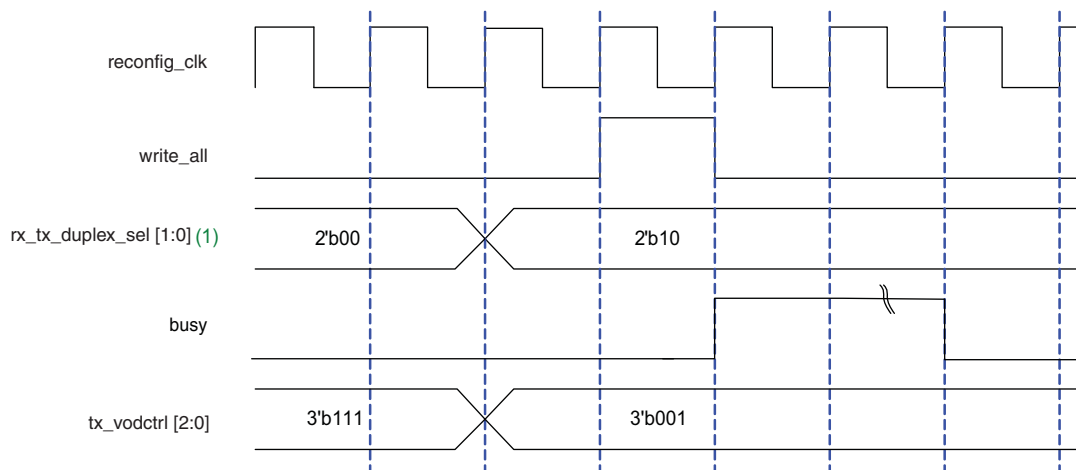 reconfig_clk
write_all
rx_tx_duplex_sel [1:0] (1)
2'b00
2'b10
busy
tx_vodctrl [2:0]
3'b111
3'b001